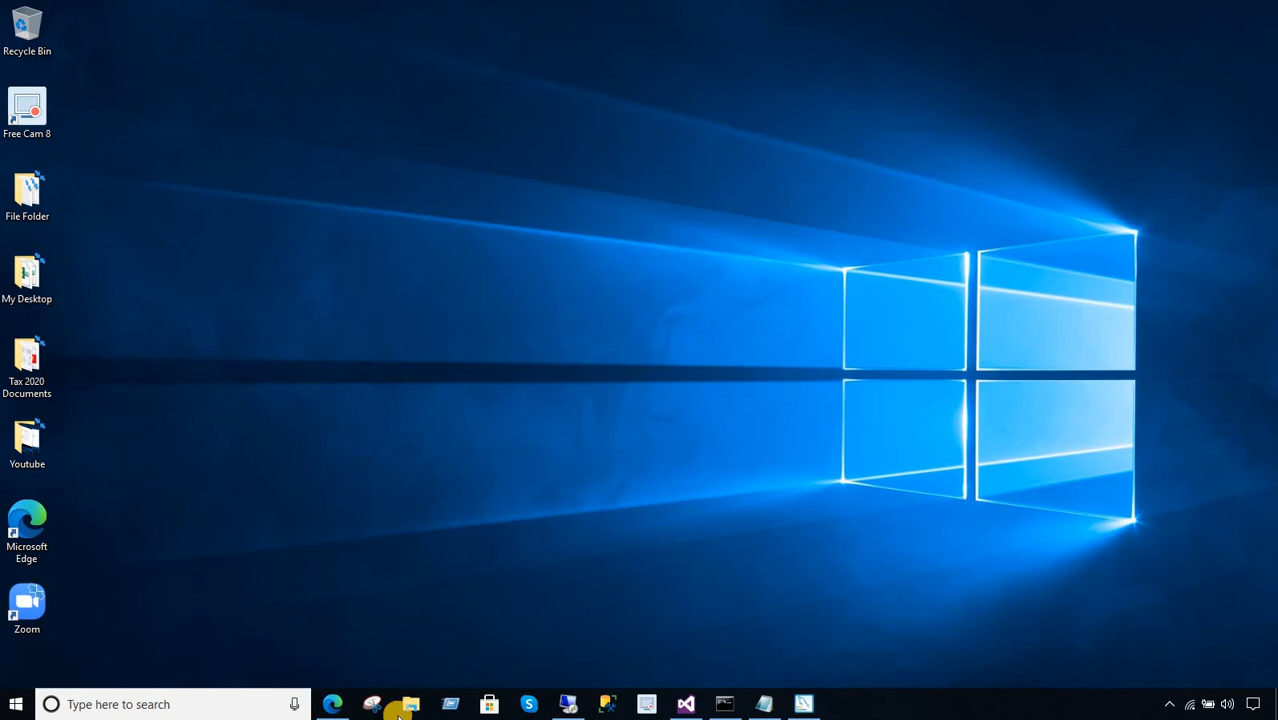 Recycle Bin
Free Cam 8
File Folder
My Desktop
Tax 2020
Documents
Youtube
Microsoft
Edge
Zoom
Type here to search